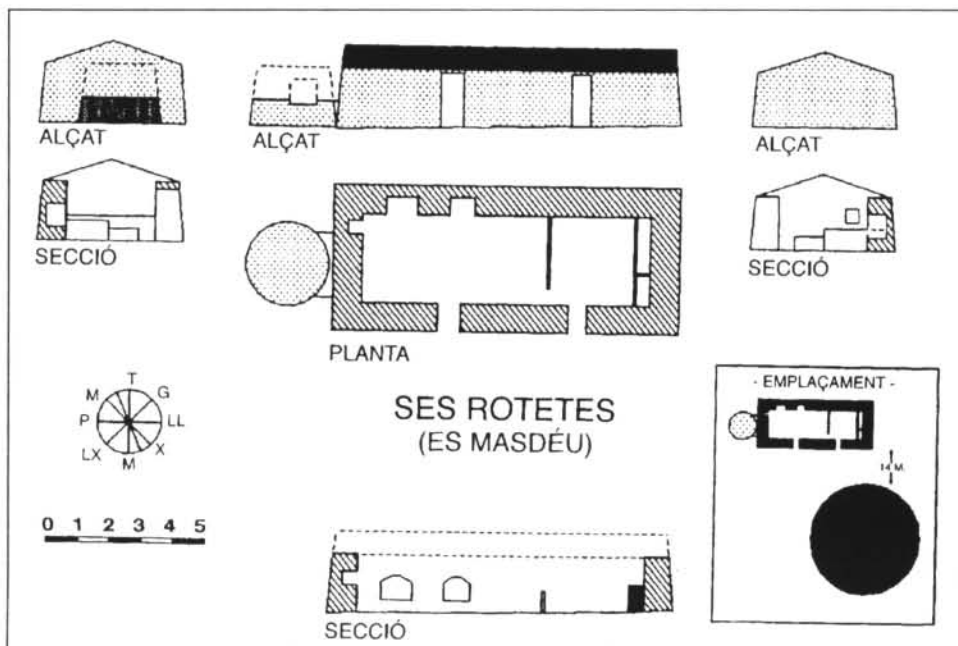 ALÇAT
ALÇAT
ALÇAT
SECCIÓ
SECCIÓ
PLANTA
T
M G
P LL
LX X
M
SES ROTETES
(ES MASDÉU)
- EMPLAÇAMENT -
14 M.
0 1 2 3 4 5
SECCIÓ